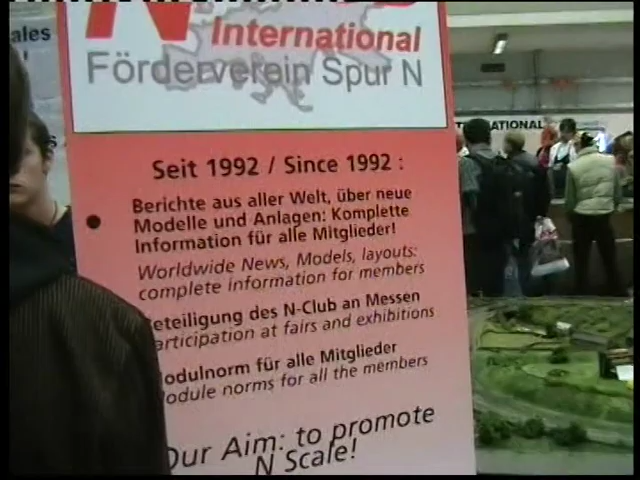 ales
International
Förderverein Spur N
Seit 1992 / Since 1992 :
Berichte aus aller Welt, über neue
Modelle und Anlagen: Komplette
Information für alle Mitglieder!
Worldwide News, Models, layouts:
complete information for members
eteiligung des N-Club an Messen
articipation at fairs and exhibitions
odulnorm für alle Mitglieder
odule norms for all the members
Our Aim: to promote
N Scale!
NATIONAL